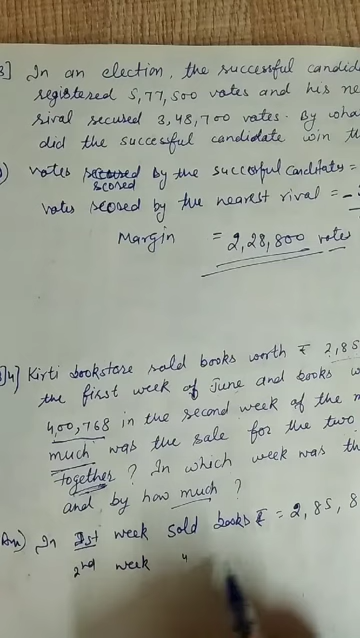 3] In an election, the successful candid
registered 5,77,500 votes and his ne
rival secured 3,48,700 votes. By wha
did the successful candidate win th
votes scored by the successful canditates =
votes scored by the nearest rival = -
Margin = 2,28,800 votes
4] Kirti bookstore sold books worth ₹ 2,85
the first week of June and books w
4,00,768 in the second week of the m
much was the sale for the two
together ? In which week was th
and by how much ?
Ans) In 1st week sold books ₹ = 2,85,8
2nd week "